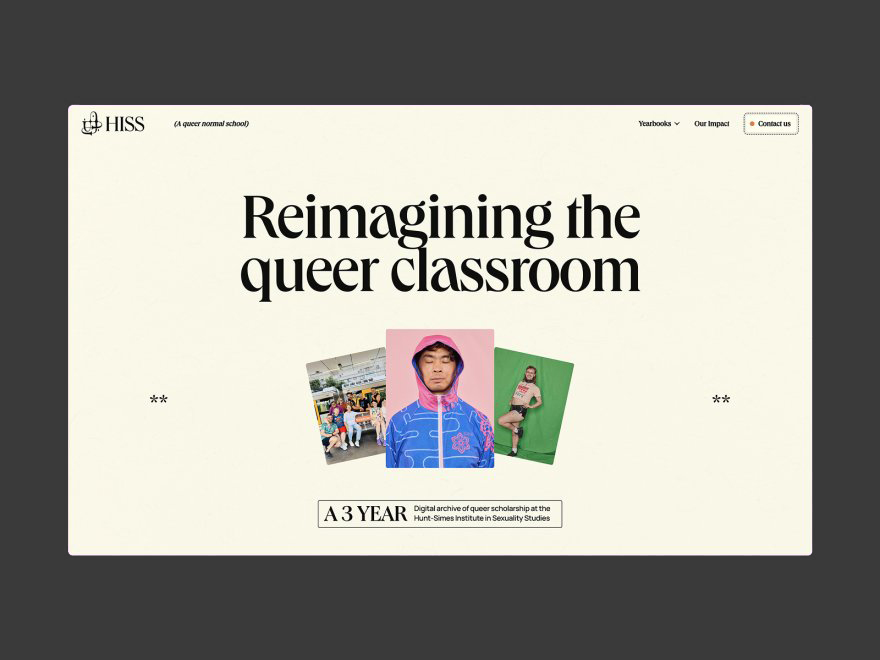 HISS
(A queer normal school)
Yearbooks
Our Impact
Contact us
Reimagining the
queer classroom
**
**
A 3 YEAR
Digital archive of queer scholarship at the
Hunt-Simes Institute in Sexuality Studies